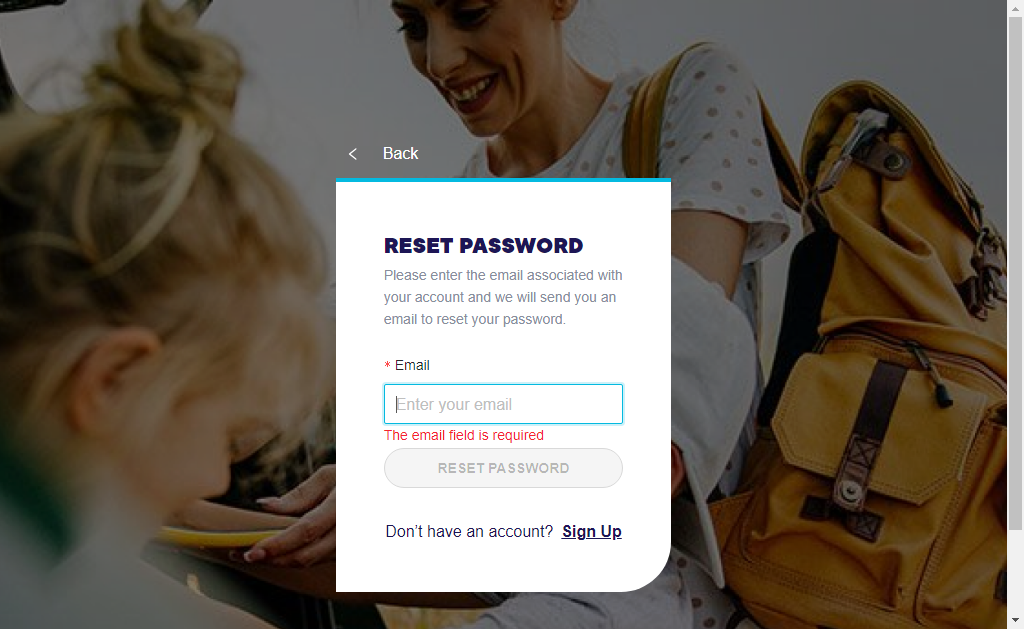 Back
RESET PASSWORD
Please enter the email associated with
your account and we will send you an
email to reset your password.
* Email
Enter your email
The email field is required
RESET PASSWORD
Don't have an account? Sign Up